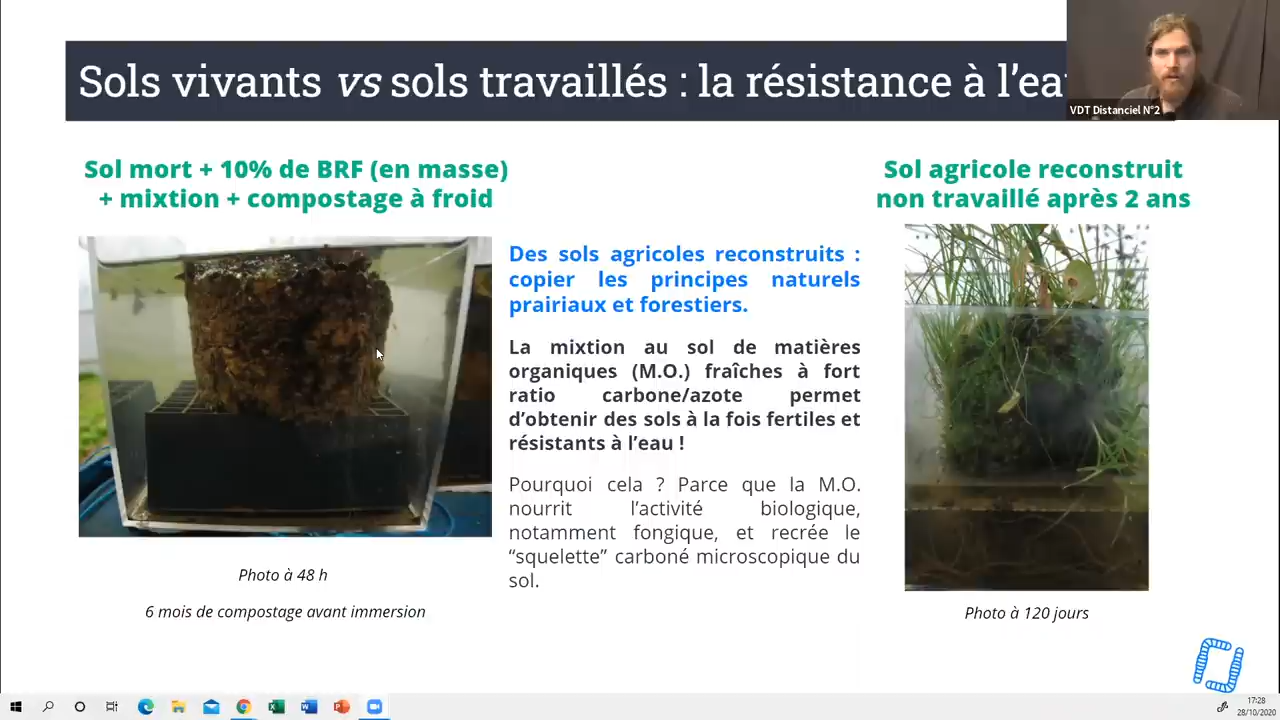 Sols vivants vs sols travaillés : la résistance à l'eau
VDT Distanciel N°2
Sol mort + 10% de BRF (en masse)
+ mixtion + compostage à froid
Sol agricole reconstruit
non travaillé après 2 ans
Des sols agricoles reconstruits :
copier les principes naturels
prairiaux et forestiers.
La mixtion au sol de matières
organiques (M.O.) fraîches à fort
ratio carbone/azote permet
d'obtenir des sols à la fois fertiles et
résistants à l'eau !
Pourquoi cela ? Parce que la M.O.
nourrit l'activité biologique,
notamment fongique, et recrée le
“squelette” carboné microscopique du
sol.
Photo à 48 h
6 mois de compostage avant immersion
Photo à 120 jours
17:28
28/10/2020